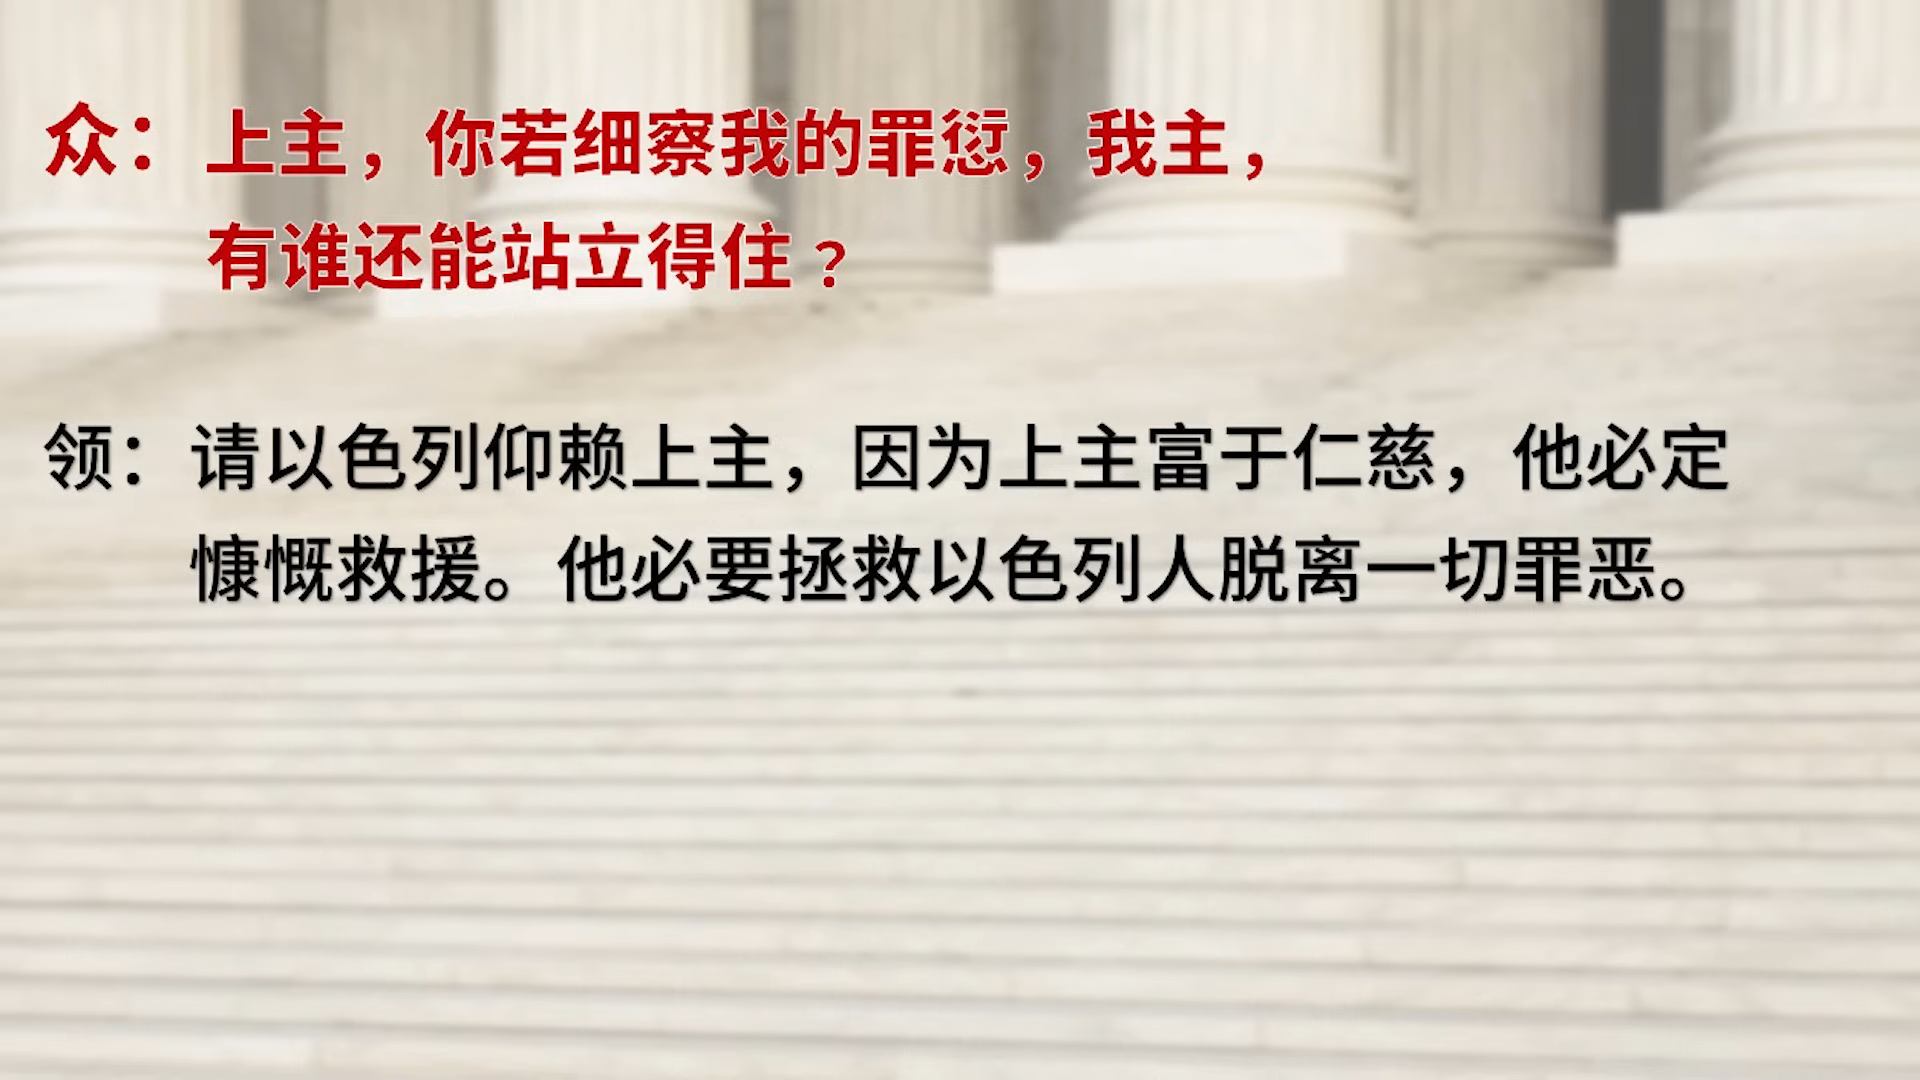 众：上主，你若细察我的罪愆，我主，
有谁还能站立得住？
领：请以色列仰赖上主，因为上主富于仁慈，他必定
慷慨救援。他必要拯救以色列人脱离一切罪恶。